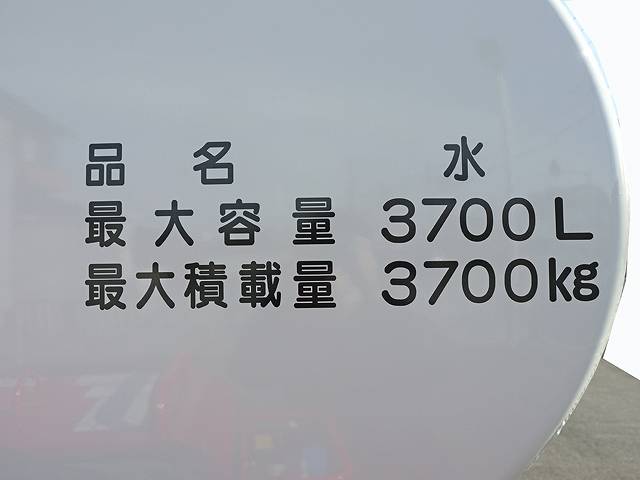 品名 水
最大容量 3700L
最大積載量 3700kg